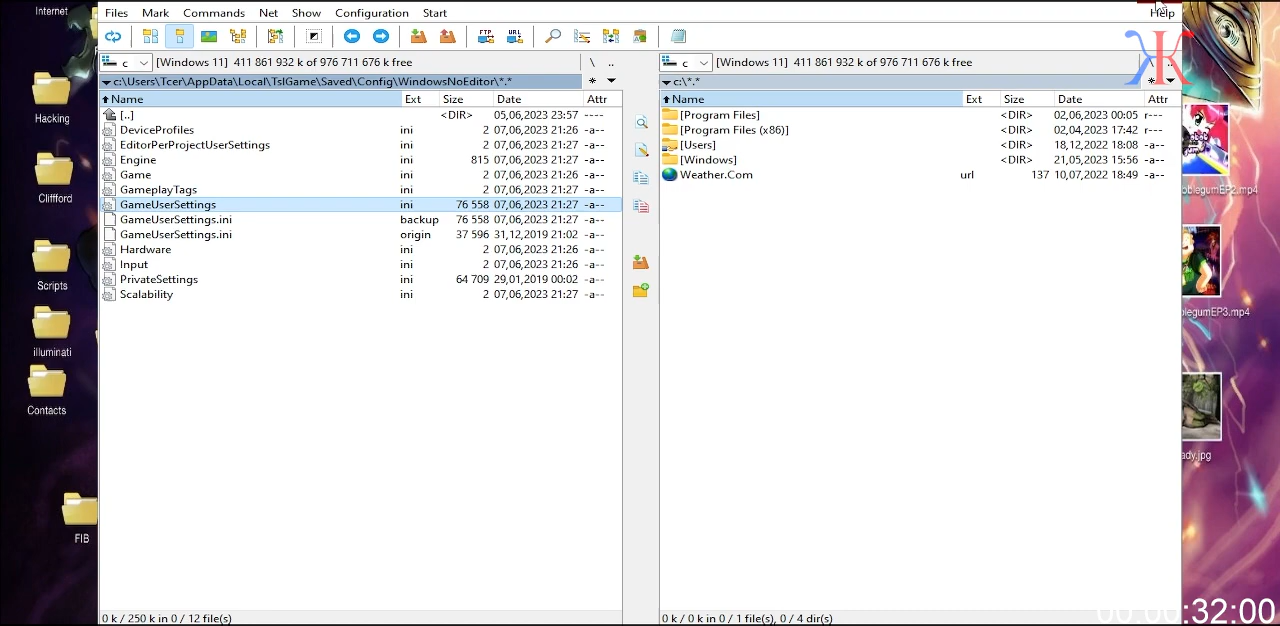 Internet
Hacking
Cliffford
Scripts
illuminati
Contacts
FIB
Files Mark Commands Net Show Configuration Start Help
FTP URL
c [Windows 11] 411 861 932 k of 976 711 676 k free \ ..
c:\Users\Tcer\AppData\Local\TslGame\Saved\Config\WindowsNoEditor\*.* *
Name Ext Size Date Attr
[..] <DIR> 05,06,2023 23:57 ----
DeviceProfiles ini 2 07,06,2023 21:26 -a--
EditorPerProjectUserSettings ini 2 07,06,2023 21:27 -a--
Engine ini 815 07,06,2023 21:27 -a--
Game ini 2 07,06,2023 21:26 -a--
GameplayTags ini 2 07,06,2023 21:27 -a--
GameUserSettings ini 76 558 07,06,2023 21:27 -a--
GameUserSettings.ini backup 76 558 07,06,2023 21:27 -a--
GameUserSettings.ini origin 37 596 31,12,2019 21:02 -a--
Hardware ini 2 07,06,2023 21:26 -a--
Input ini 2 07,06,2023 21:26 -a--
PrivateSettings ini 64 709 29,01,2019 00:02 -a--
Scalability ini 2 07,06,2023 21:27 -a--
0 k / 250 k in 0 / 12 file(s)
c [Windows 11] 411 861 932 k of 976 711 676 k free \ ..
c:\*.* *
Name Ext Size Date Attr
[Program Files] <DIR> 02,06,2023 00:05 r---
[Program Files (x86)] <DIR> 02,04,2023 17:42 r---
[Users] <DIR> 18,12,2022 18:08 -a--
[Windows] <DIR> 21,05,2023 15:56 -a--
Weather.Com url 137 10,07,2022 18:49 -a--
0 k / 0 k in 0 / 1 file(s), 0 / 4 dir(s)
oblegumEP2.mp4
blegumEP3.mp4
ady.jpg
00:00:32:00